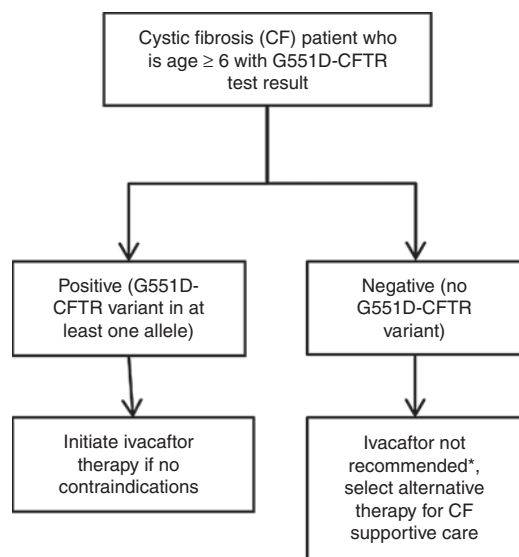 Cystic fibrosis (CF) patient who
is age ≥ 6 with G551D-CFTR
test result
Positive (G551D-
CFTR variant in at
least one allele)
Negative (no
G551D-CFTR
variant)
Initiate ivacaftor
therapy if no
contraindications
Ivacaftor not
recommended*,
select alternative
therapy for CF
supportive care